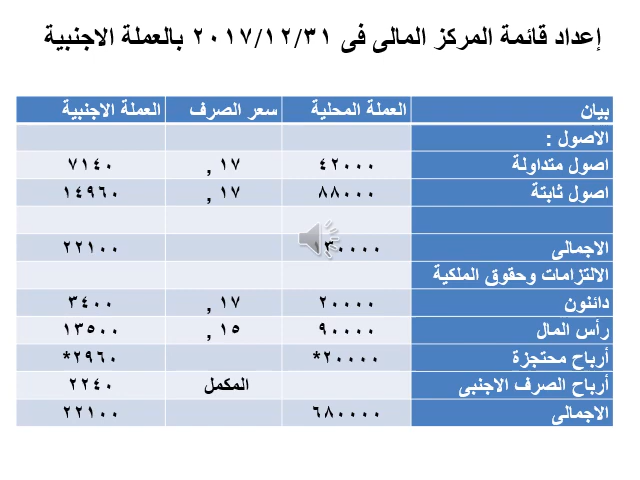 إعداد قائمة المركز المالى فى ٢٠١٧/١٢/٣١ بالعملة الاجنبية
بيان العملة المحلية سعر الصرف العملة الاجنبية
الاصول :
اصول متداولة ٤٢٠٠٠ ١٧ , ٧١٤٠
اصول ثابتة ٨٨٠٠٠ ١٧ , ١٤٩٦٠
الاجمالى ٢٢١٠٠
الالتزامات وحقوق الملكية
دائنون ٢٠٠٠٠ ١٧ , ٣٤٠٠
رأس المال ٩٠٠٠٠ ١٥ , ١٣٥٠٠
أرباح محتجزة ٢٠٠٠٠* ٢٩٦٠*
أرباح الصرف الاجنبى المكمل ٢٢٤٠
الاجمالى ٦٨٠٠٠٠ ٢٢١٠٠